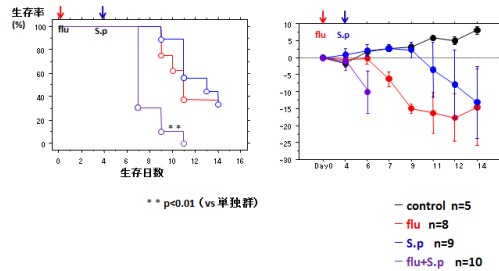 生存率
(%)
flu
S.p
100
80
60
40
20
0
**
0 2 4 6 8 10 12 14 16
生存日数
** p<0.01 (vs 単独群)
flu
S.p
10
5
0
-5
-10
-15
-20
-25
-30
Day0 4 6 7 9 11 12 14
control n=5
flu n=8
S.p n=9
flu+S.p n=10